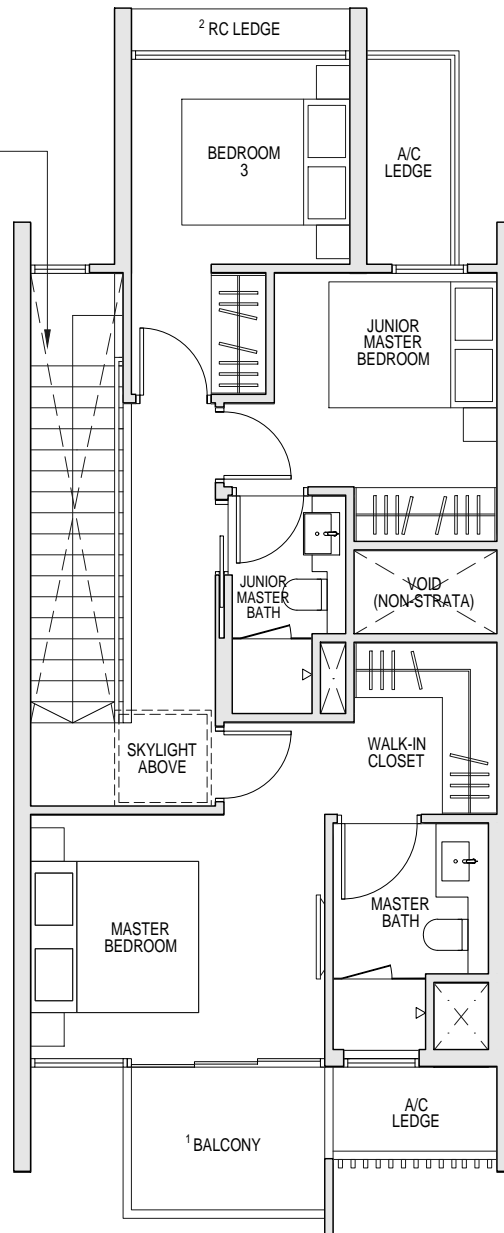 ² RC LEDGE
BEDROOM
3
A/C
LEDGE
JUNIOR
MASTER
BEDROOM
JUNIOR
MASTER
BATH
VOID
(NON-STRATA)
SKYLIGHT
ABOVE
WALK-IN
CLOSET
MASTER
BEDROOM
MASTER
BATH
¹ BALCONY
A/C
LEDGE